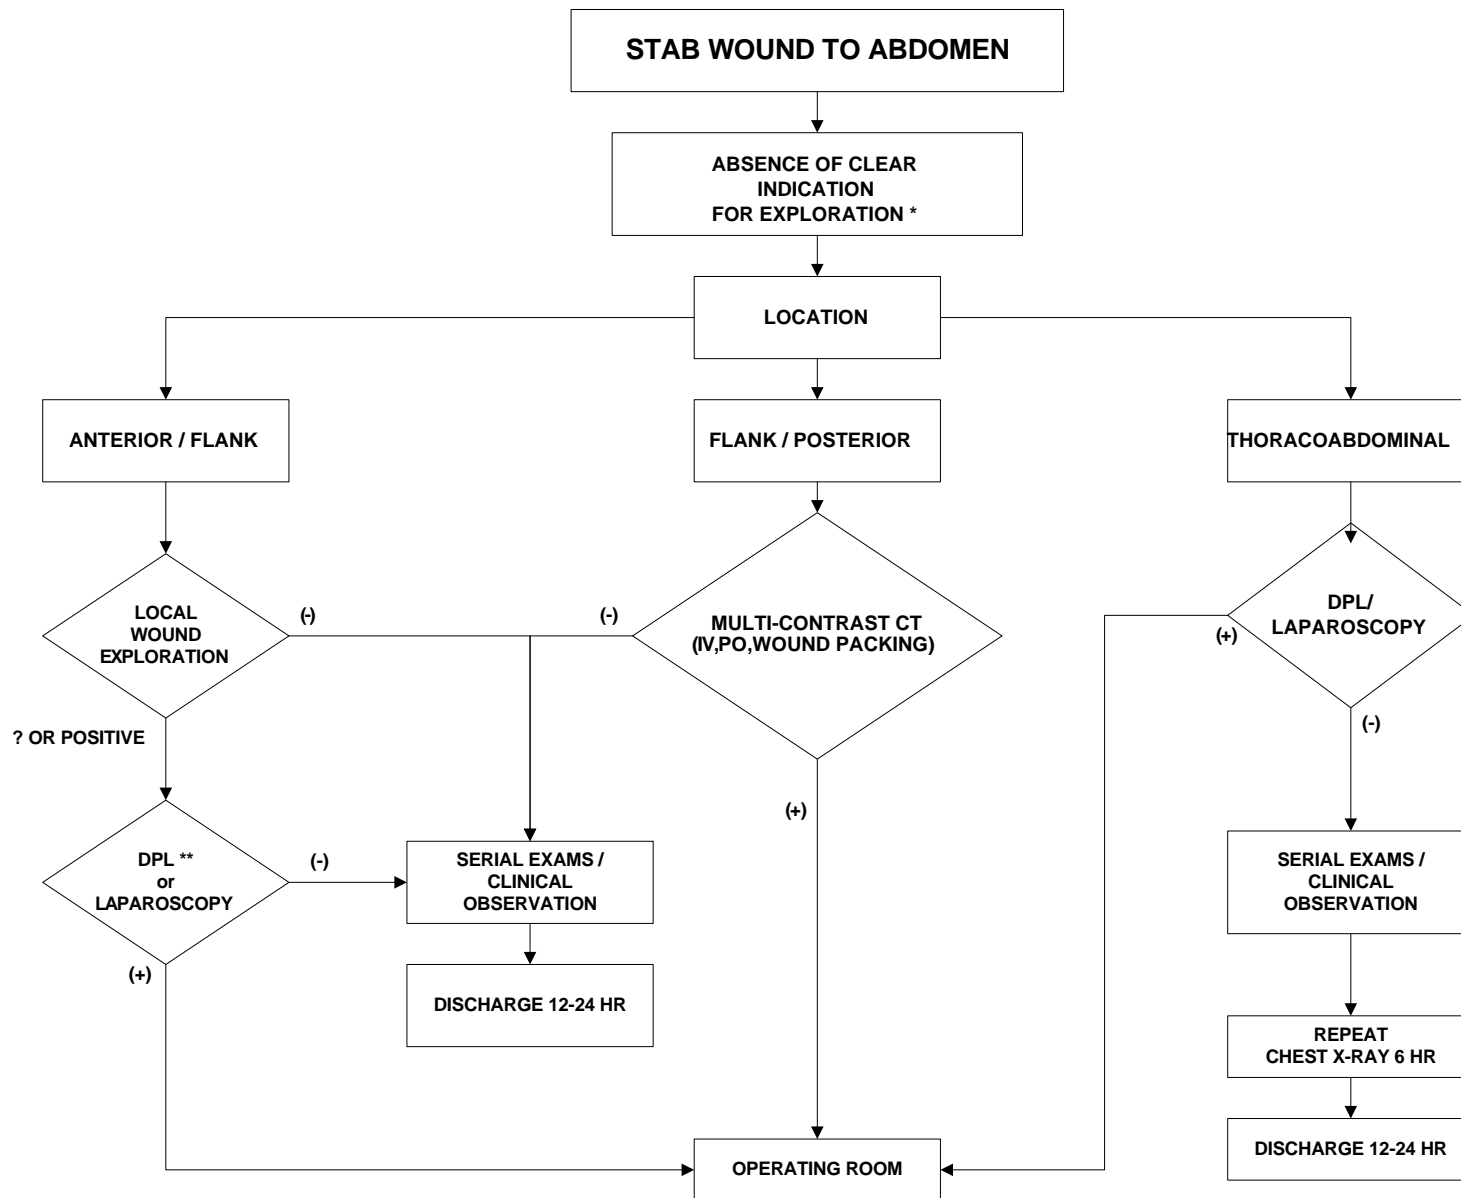 STAB WOUND TO ABDOMEN
ABSENCE OF CLEAR
INDICATION
FOR EXPLORATION *
LOCATION
ANTERIOR / FLANK
FLANK / POSTERIOR
THORACOABDOMINAL
LOCAL
WOUND
EXPLORATION
(-)
(-)
MULTI-CONTRAST CT
(IV,PO,WOUND PACKING)
DPL/
LAPAROSCOPY
(+)
(-)
? OR POSITIVE
(+)
DPL **
or
LAPAROSCOPY
(-)
(+)
SERIAL EXAMS /
CLINICAL
OBSERVATION
SERIAL EXAMS /
CLINICAL
OBSERVATION
DISCHARGE 12-24 HR
REPEAT
CHEST X-RAY 6 HR
OPERATING ROOM
DISCHARGE 12-24 HR